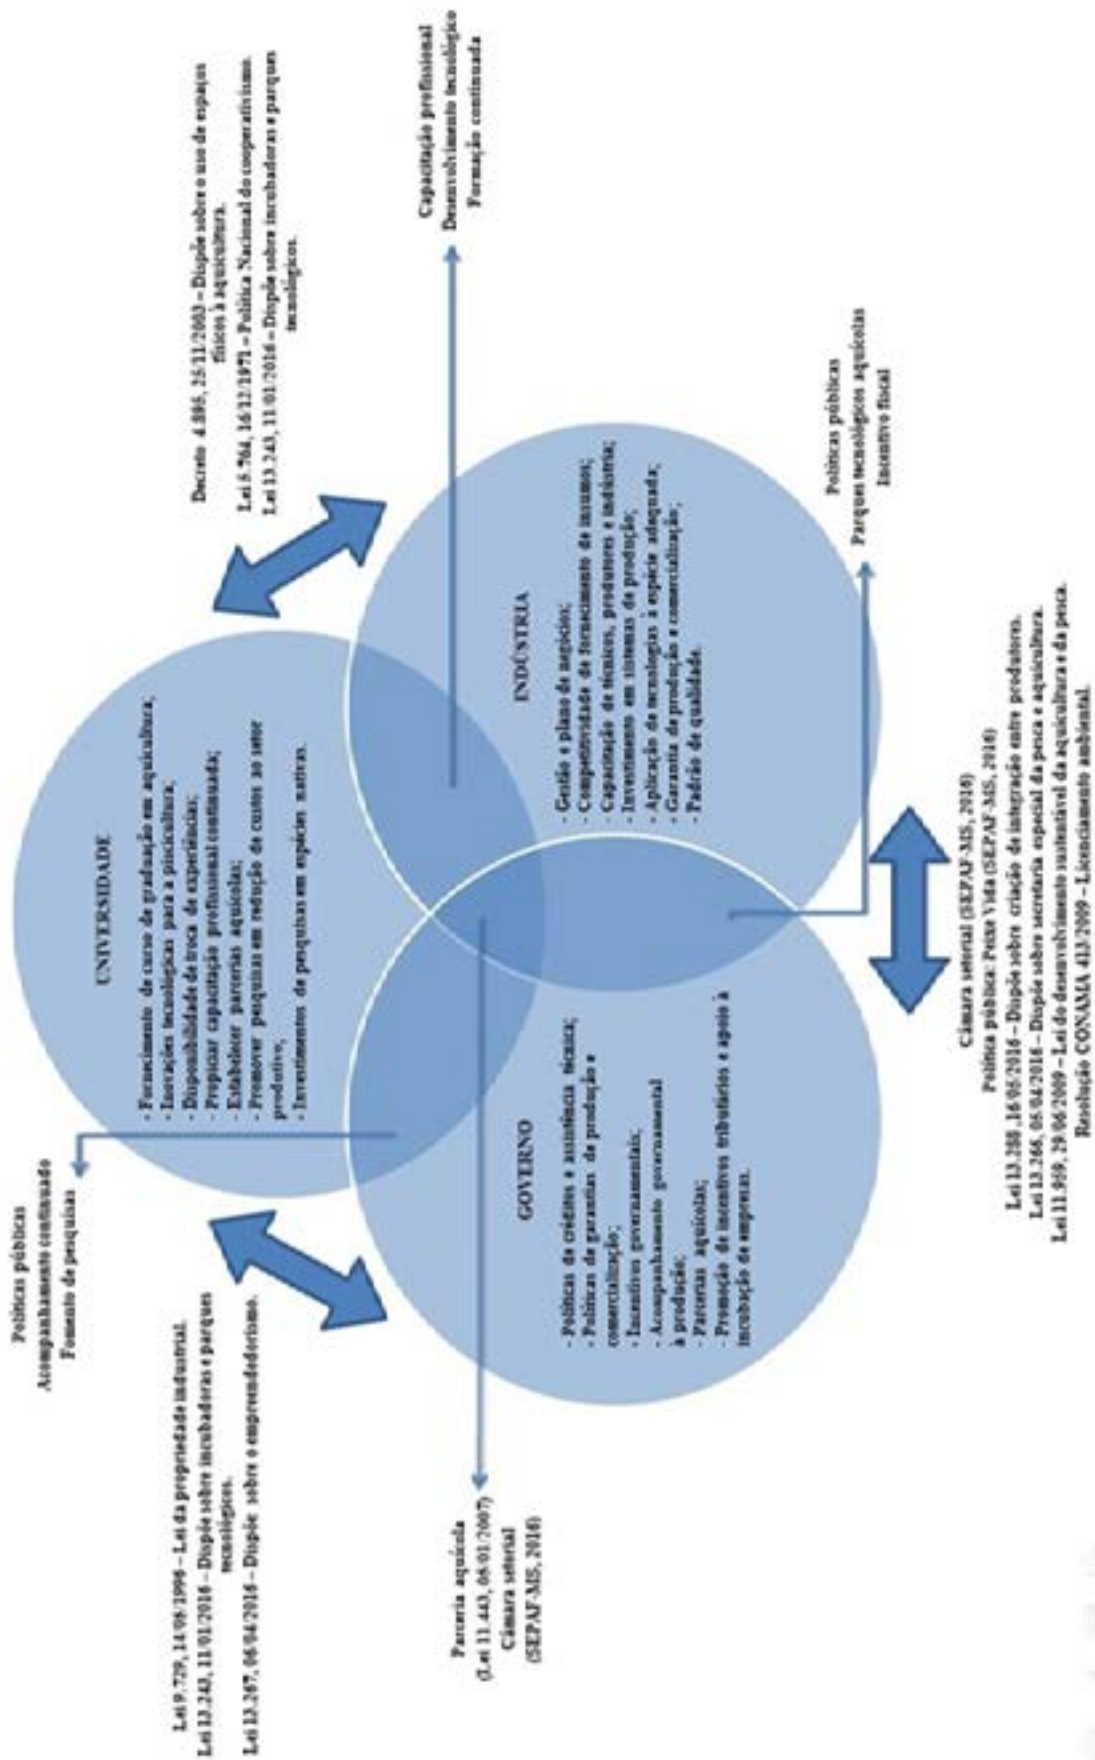 Políticas públicas
Acompanhamento continuado
Fomento de pesquisas
Lei 9.729, 14/05/1996 – Lei da propriedade industrial.
Lei 13.243, 11/01/2016 – Dispõe sobre incubadoras e parques
tecnológicos.
Lei 13.267, 06/04/2016 – Dispõe sobre o empreendedorismo.
UNIVERSIDADE
- Fornecimento de curso de graduação em aquicultura;
- Inovações tecnológicas para a piscicultura;
- Disponibilidade de troca de experiências;
- Propiciar capacitação profissional continuada;
- Estabelecer parcerias aquícolas;
- Promover pesquisas em redução de custos ao setor
produtivo;
- Investimentos de pesquisas em espécies nativas.
Decreto 4.895, 25/11/2003 – Dispõe sobre o uso de espaços
físicos à aquicultura.
Lei 5.764, 16/12/1971 – Política Nacional do cooperativismo.
Lei 13.243, 11/01/2016 – Dispõe sobre incubadoras e parques
tecnológicos.
Capacitação profissional
Desenvolvimento tecnológico
Formação continuada
Parceria aquícola
(Lei 11.443, 05/01/2007)
Câmara setorial
(SEPAF-MS, 2016)
GOVERNO
- Políticas de créditos e assistência técnica;
- Políticas de garantias de produção e
comercialização;
- Incentivos governamentais;
- Acompanhamento governamental
à produção;
- Parcerias aquícolas;
- Promoção de incentivos tributários e apoio à
incubação de empresas.
INDÚSTRIA
- Gestão e plano de negócios;
- Competitividade de fornecimento de insumos;
- Capacitação de técnicos, produtores e indústria;
- Investimento em sistemas de produção;
- Aplicação de tecnologias à espécie adequada;
- Garantia de produção e comercialização;
- Padrão de qualidade.
Políticas públicas
Parques tecnológicos aquícolas
Incentivo fiscal
Câmara setorial (SEPAF-MS, 2016)
Política pública: Peixe Vida (SEPAF-MS, 2016)
Lei 13.288, 16/05/2016 – Dispõe sobre criação de integração entre produtores.
Lei 13.266, 05/04/2016 – Dispõe sobre secretaria especial da pesca e aquicultura.
Lei 11.959, 29/06/2009 – Lei do desenvolvimento sustentável da aquicultura e da pesca.
Resolução CONAMA 413/2009 – Licenciamento ambiental.